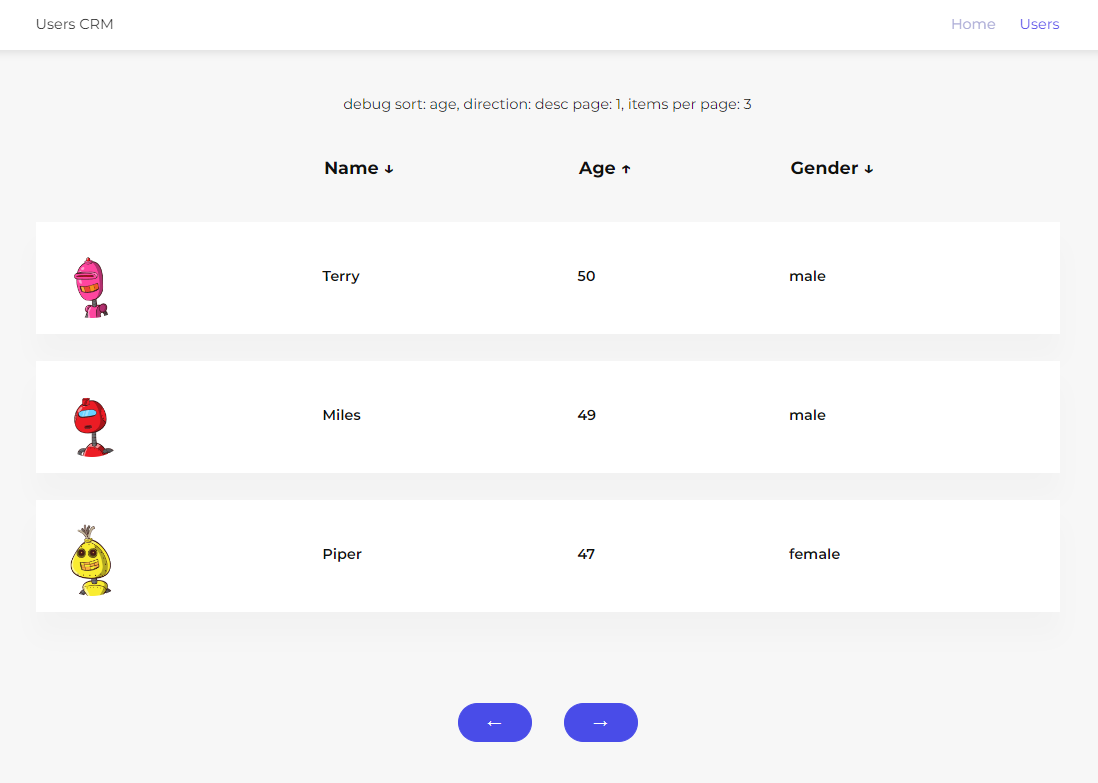 Users CRM Home Users
debug sort: age, direction: desc page: 1, items per page: 3
Name ↓ Age ↑ Gender ↓
Terry 50 male
Miles 49 male
Piper 47 female
← →